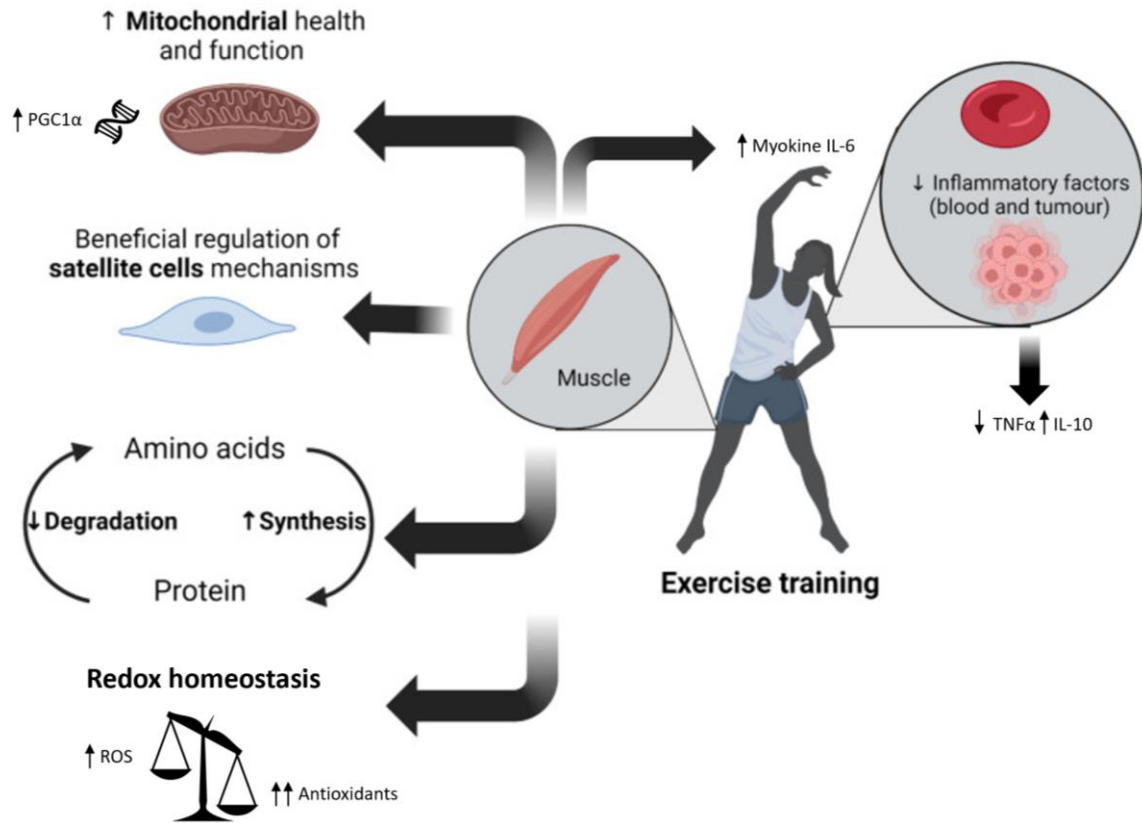 ↑ Mitochondrial health
and function
↑ PGC1α
↑ Myokine IL-6
↓ Inflammatory factors
(blood and tumour)
Beneficial regulation of
satellite cells mechanisms
Muscle
↓ TNFα ↑ IL-10
Amino acids
↓Degradation ↑Synthesis
Protein
Exercise training
Redox homeostasis
↑ ROS
↑↑ Antioxidants